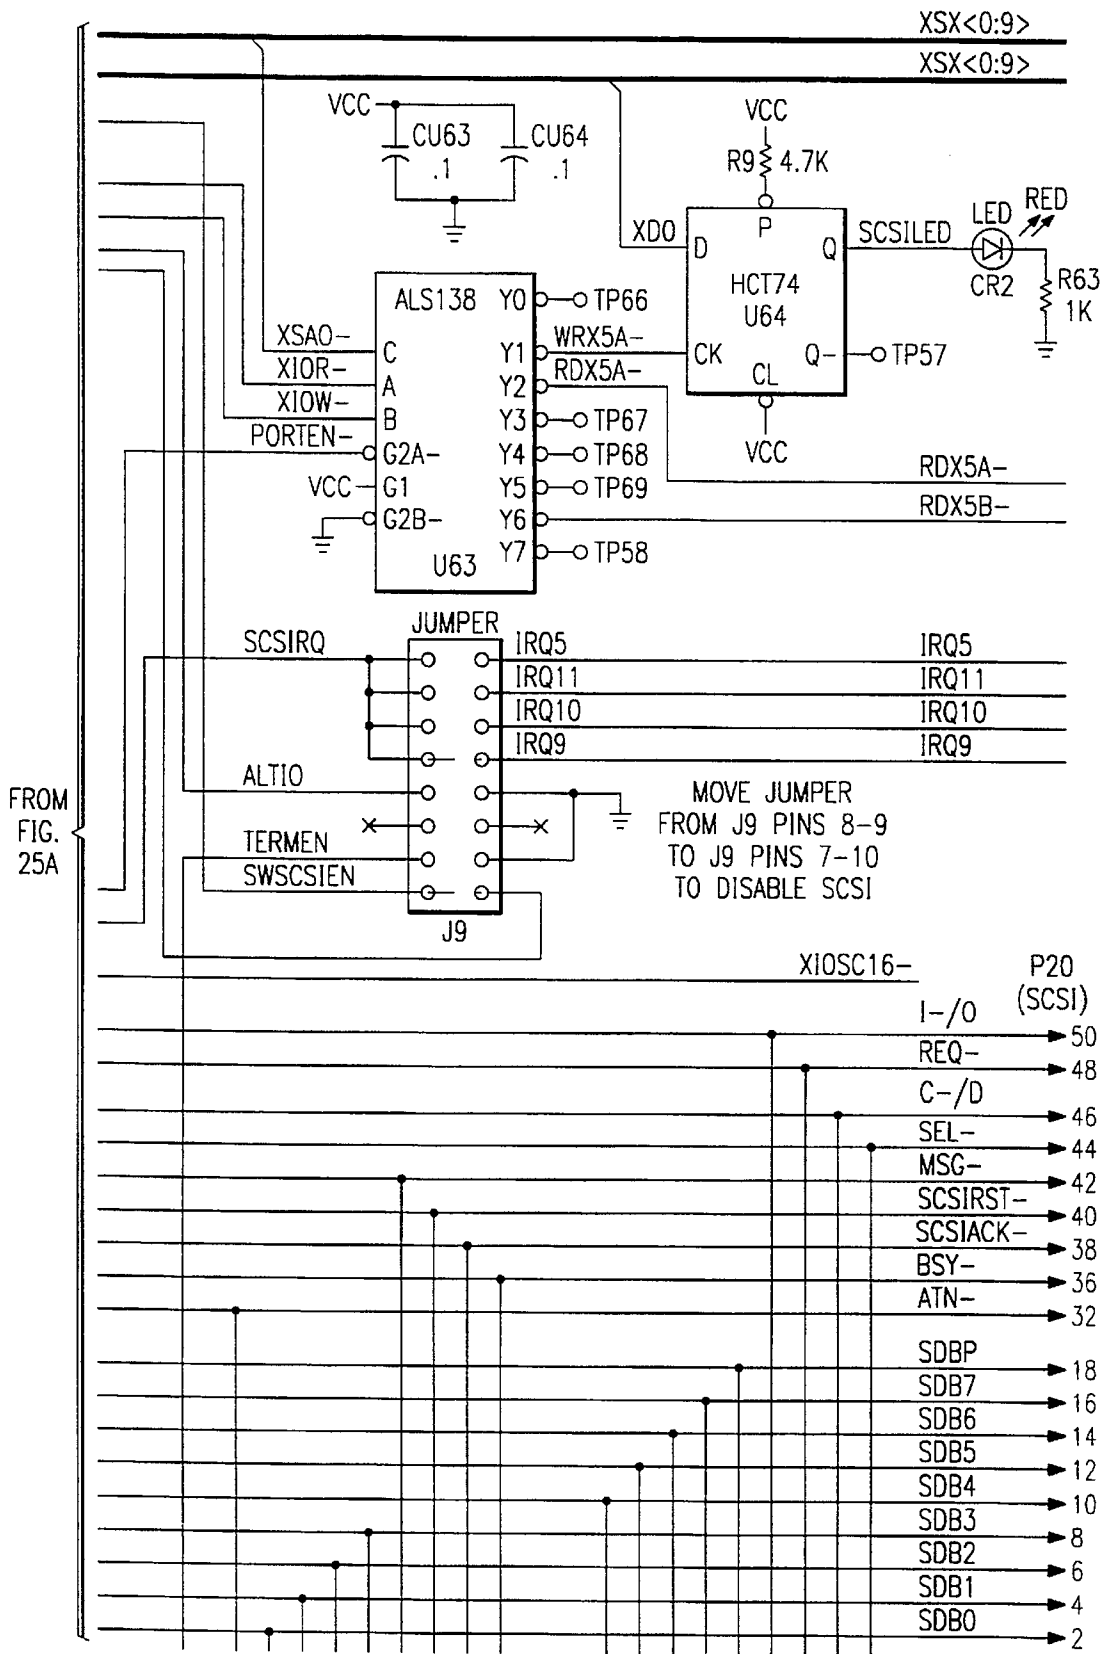 XSX<0:9>
XSX<0:9>
VCC
CU63
.1
CU64
.1
VCC
R9
4.7K
P
XD0
D
Q
HCT74
U64
CK
Q-
CL
VCC
TP57
SCSILED
LED
RED
CR2
R63
1K
ALS138
XSA0-
XIOR-
XIOW-
PORTEN-
VCC
C
A
B
G2A-
G1
G2B-
Y0
Y1
Y2
Y3
Y4
Y5
Y6
Y7
U63
TP66
WRX5A-
RDX5A-
TP67
TP68
TP69
TP58
RDX5A-
RDX5B-
JUMPER
SCSIRQ
IRQ5
IRQ5
IRQ11
IRQ11
IRQ10
IRQ10
IRQ9
IRQ9
ALTIO
TERMEN
SWSCSIEN
J9
MOVE JUMPER
FROM J9 PINS 8-9
TO J9 PINS 7-10
TO DISABLE SCSI
FROM
FIG.
25A
XIOSC16-
P20
(SCSI)
I-/O
50
REQ-
48
C-/D
46
SEL-
44
MSG-
42
SCSIRST-
40
SCSIACK-
38
BSY-
36
ATN-
32
SDBP
18
SDB7
16
SDB6
14
SDB5
12
SDB4
10
SDB3
8
SDB2
6
SDB1
4
SDB0
2